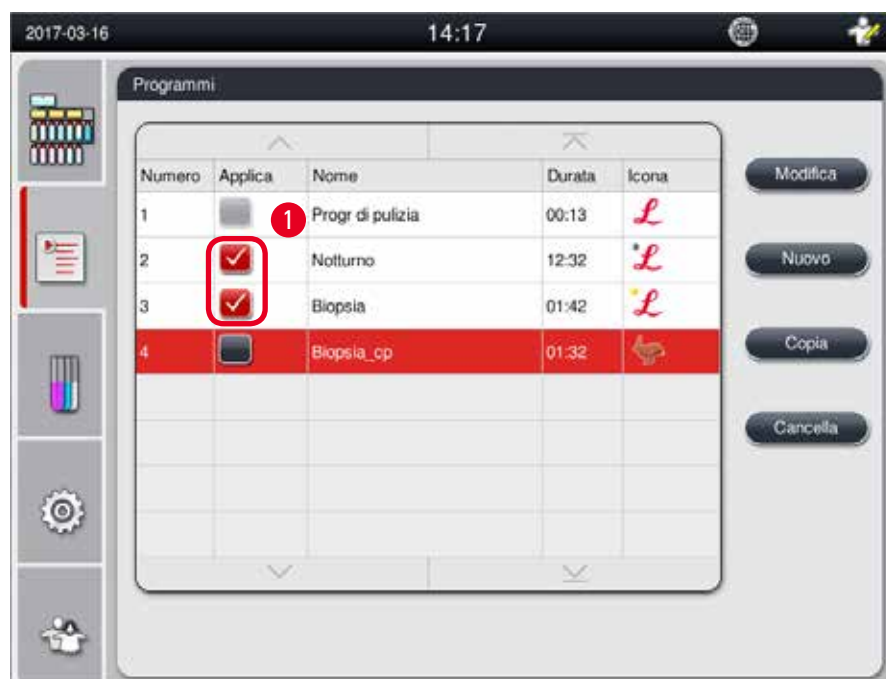 2017-03-16 14:17
Programmi
Numero Applica Nome Durata Icona
1 Progr di pulizia 00:13 L
2 Notturno 12:32 L
3 Biopsia 01:42 L
4 Biopsia_cp 01:32
1
Modifica
Nuovo
Copia
Cancella